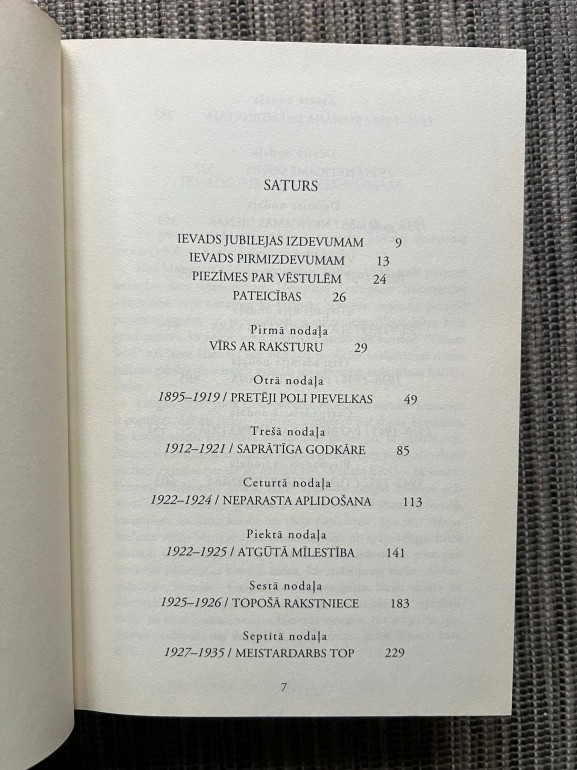 SATURS
IEVADS JUBILEJAS IZDEVUMAM 9
IEVADS PIRMIZDEVUMAM 13
PIEZĪMES PAR VĒSTULĒM 24
PATEICĪBAS 26
Pirmā nodaļa
VĪRS AR RAKSTURU 29
Otrā nodaļa
1895–1919 / PRETĒJI POLI PIEVELKAS 49
Trešā nodaļa
1912–1921 / SAPRĀTĪGA GODKĀRE 85
Ceturtā nodaļa
1922–1924 / NEPARASTA APLIDOŠANA 113
Piektā nodaļa
1922–1925 / ATGŪTĀ MĪLESTĪBA 141
Sestā nodaļa
1925–1926 / TOPOŠĀ RAKSTNIECE 183
Septītā nodaļa
1927–1935 / MEISTARDARBS TOP 229
7